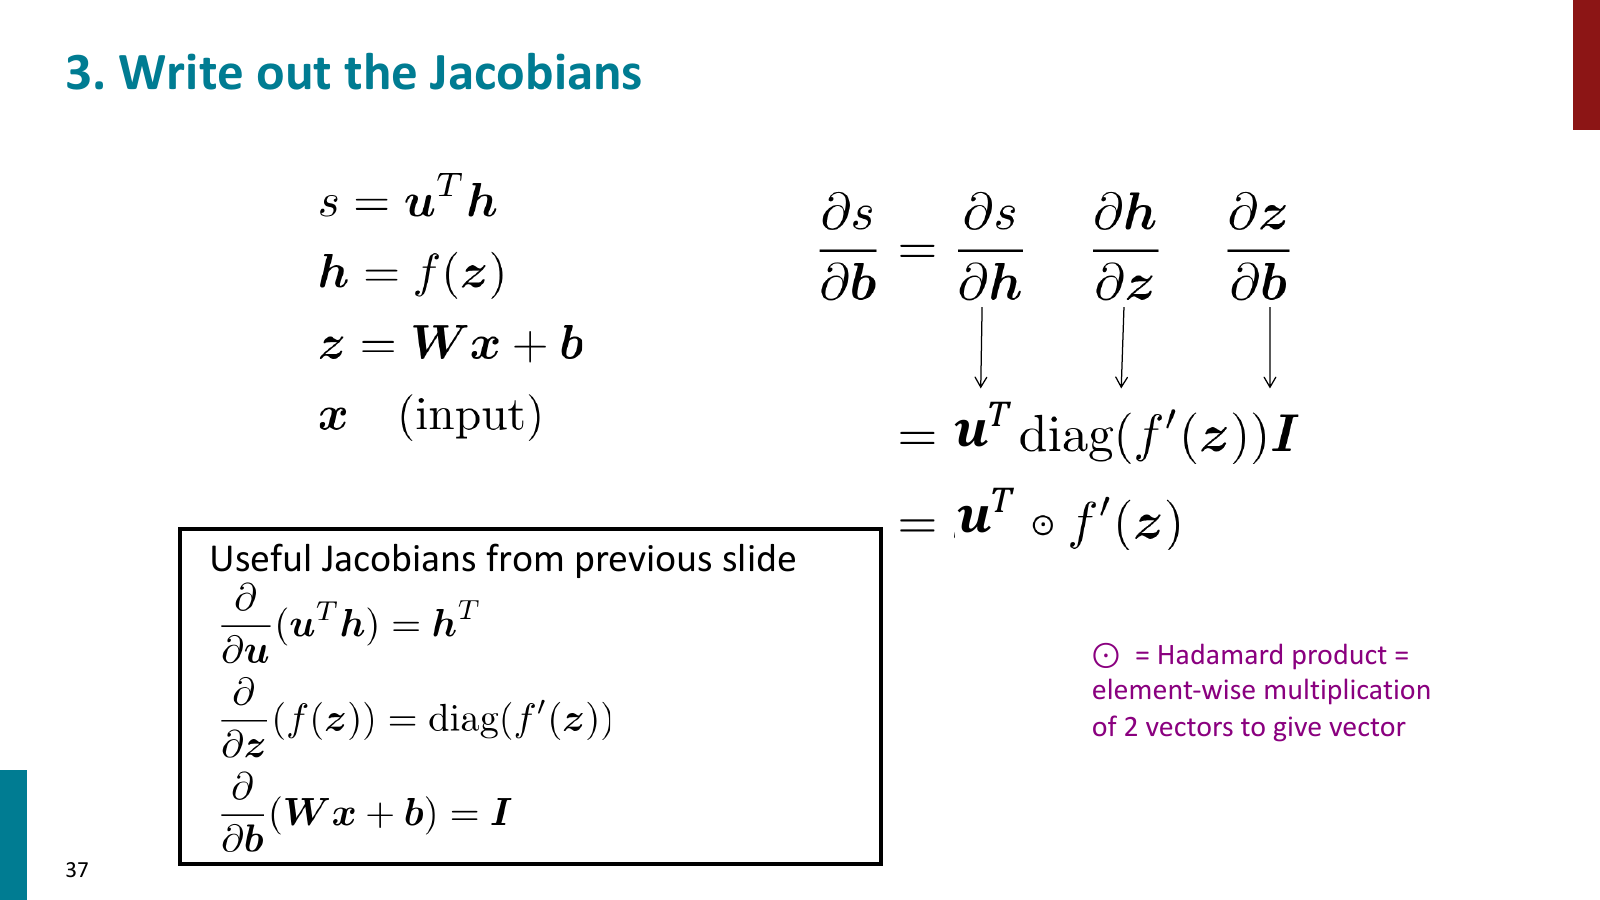 3. Write out the Jacobians
s = u^T h
h = f(z)
z = Wx + b
x (input)
∂s/∂b = ∂s/∂h ∂h/∂z ∂z/∂b
= u^T diag(f′(z))I
= u^T ⊙ f′(z)
Useful Jacobians from previous slide
∂/∂u (u^T h) = h^T
∂/∂z (f(z)) = diag(f′(z))
∂/∂b (Wx + b) = I
⊙ = Hadamard product =
element-wise multiplication
of 2 vectors to give vector
37